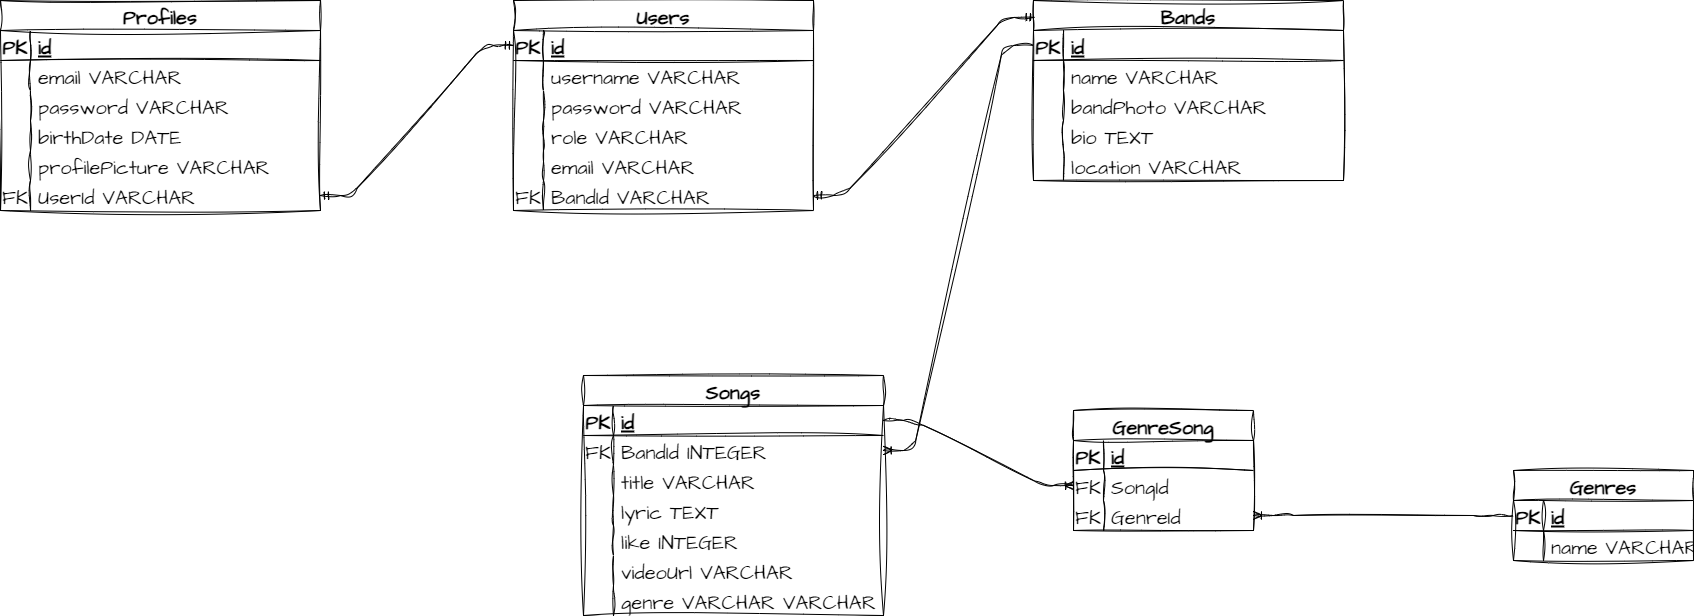 Profiles
PK id
email VARCHAR
password VARCHAR
birthDate DATE
profilePicture VARCHAR
FK UserId VARCHAR
Users
PK id
username VARCHAR
password VARCHAR
role VARCHAR
email VARCHAR
FK BandId VARCHAR
Bands
PK id
name VARCHAR
bandPhoto VARCHAR
bio TEXT
location VARCHAR
Songs
PK id
FK BandId INTEGER
title VARCHAR
lyric TEXT
like INTEGER
videoUrl VARCHAR
genre VARCHAR VARCHAR
GenreSong
PK id
FK SongId
FK GenreId
Genres
PK id
name VARCHAR